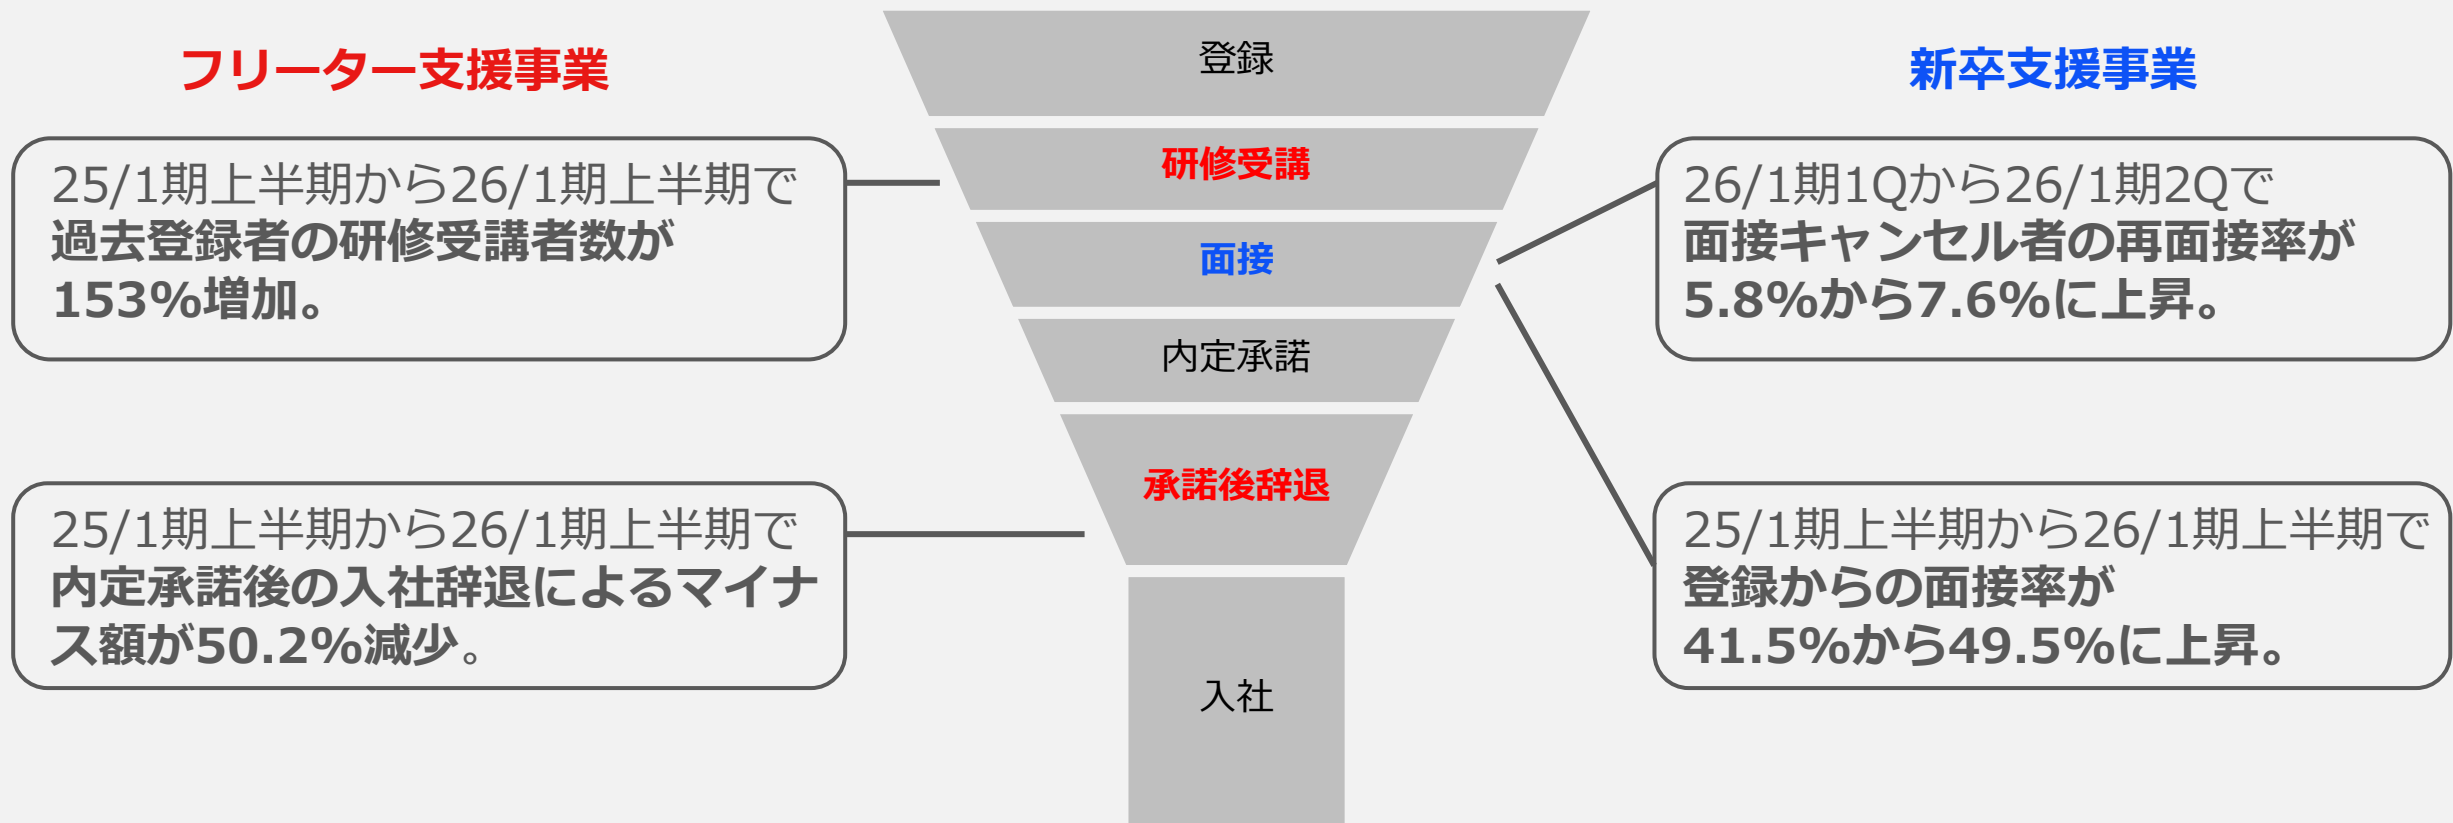 フリーター支援事業
25/1期上半期から26/1期上半期で
過去登録者の研修受講者数が
153%増加。
25/1期上半期から26/1期上半期で
内定承諾後の入社辞退によるマイナ
ス額が50.2%減少。
登録
研修受講
面接
内定承諾
承諾後辞退
入社
新卒支援事業
26/1期1Qから26/1期2Qで
面接キャンセル者の再面接率が
5.8%から7.6%に上昇。
25/1期上半期から26/1期上半期で
登録からの面接率が
41.5%から49.5%に上昇。